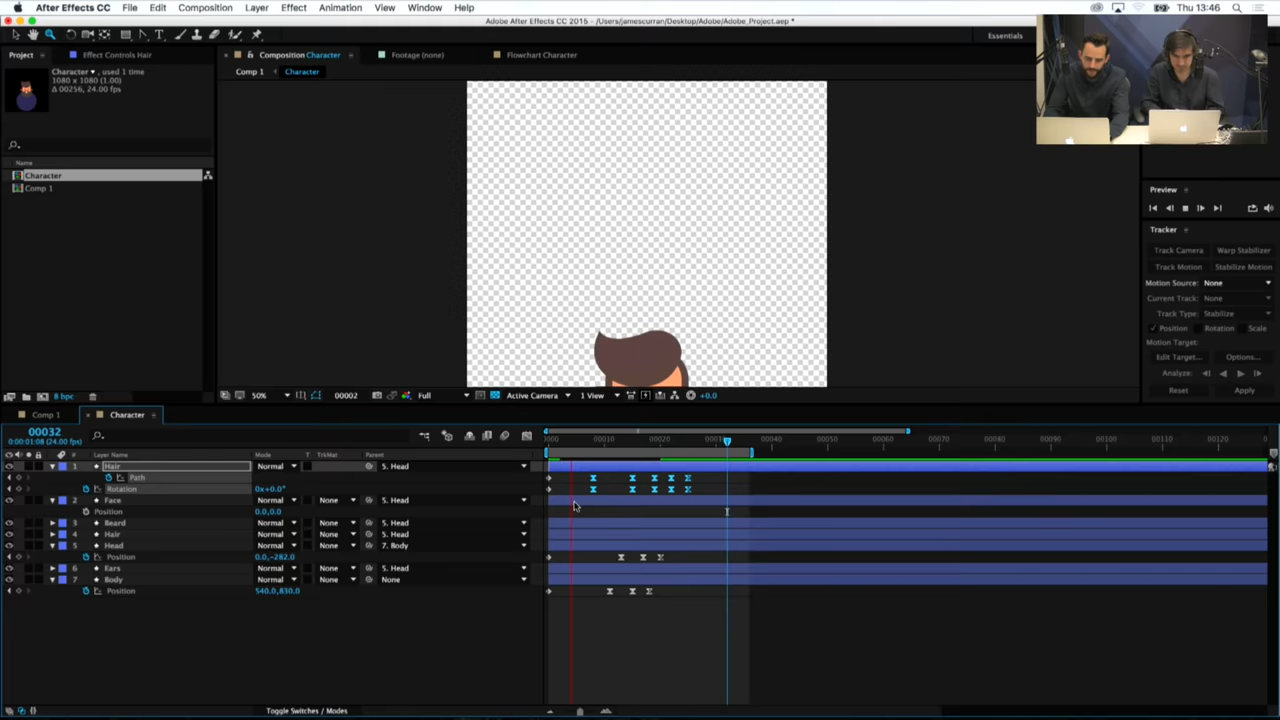 After Effects CC File Edit Composition Layer Effect Animation View Window Help Thu 13:46
Adobe After Effects CC 2015 - /Users/jamescurran/Desktop/Adobe/Adobe_Project.aep *
Essentials
Project Effect Controls Hair Composition Character Footage (none) Flowchart Character
Character, used 1 time
1080 x 1080 (1.00)
Δ 00256, 24.00 fps
Comp 1 Character
Name
Character
Comp 1
Preview
Tracker
Track Camera Warp Stabilizer
Track Motion Stabilize Motion
Motion Source: None
Current Track: None
Track Type: Stabilize
Position Rotation Scale
Motion Target:
Edit Target... Options...
Analyze:
Reset Apply
8 bpc 50% 00002 Full Active Camera 1 View +0.0
Comp 1 Character
00032
0:00:01:08 (24.00 fps)
0000 00010 00020 00040 00050 00060 00070 00080 00090 00100 00110 00120
# Layer Name Mode T TrkMat Parent
1 Hair Normal 5. Head
Path
Rotation 0x+0.0°
2 Face Normal None 5. Head
Position 0.0,0.0
3 Beard Normal None 5. Head
4 Hair Normal None 5. Head
5 Head Normal None 7. Body
Position 0.0,-282.0
6 Ears Normal None 5. Head
7 Body Normal None None
Position 540.0,830.0
Toggle Switches / Modes